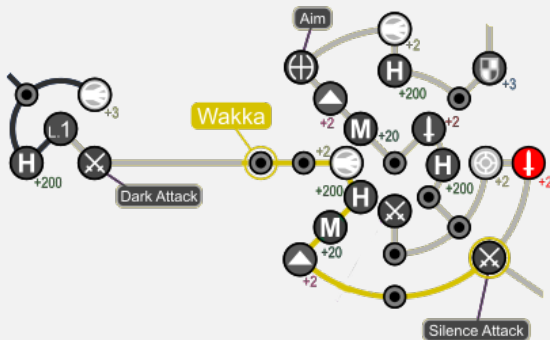 Aim
+2
H
+200
+3
+3
L.1
+2
M
+20
+2
Wakka
H
+200
+2
H
+200
+2
+2
Dark Attack
+200
H
M
+20
+2
Silence Attack